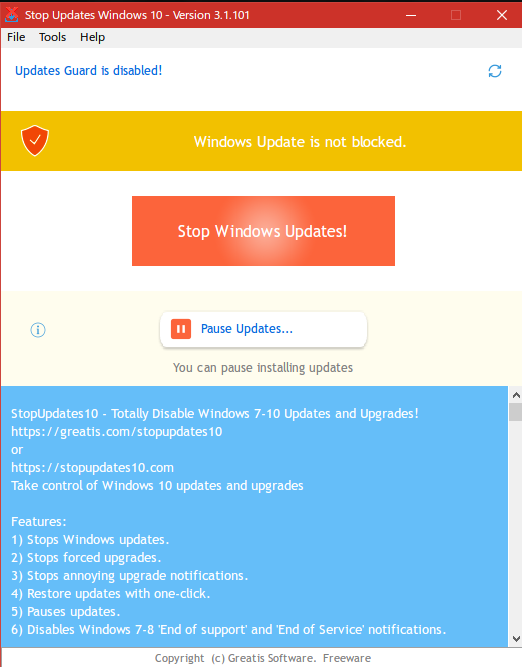 Stop Updates Windows 10 - Version 3.1.101
File Tools Help
Updates Guard is disabled!
Windows Update is not blocked.
Stop Windows Updates!
Pause Updates...
You can pause installing updates
StopUpdates10 - Totally Disable Windows 7-10 Updates and Upgrades!
https://greatis.com/stopupdates10
or
https://stopupdates10.com
Take control of Windows 10 updates and upgrades
Features:
1) Stops Windows updates.
2) Stops forced upgrades.
3) Stops annoying upgrade notifications.
4) Restore updates with one-click.
5) Pauses updates.
6) Disables Windows 7-8 'End of support' and 'End of Service' notifications.
Copyright (c) Greatis Software. Freeware